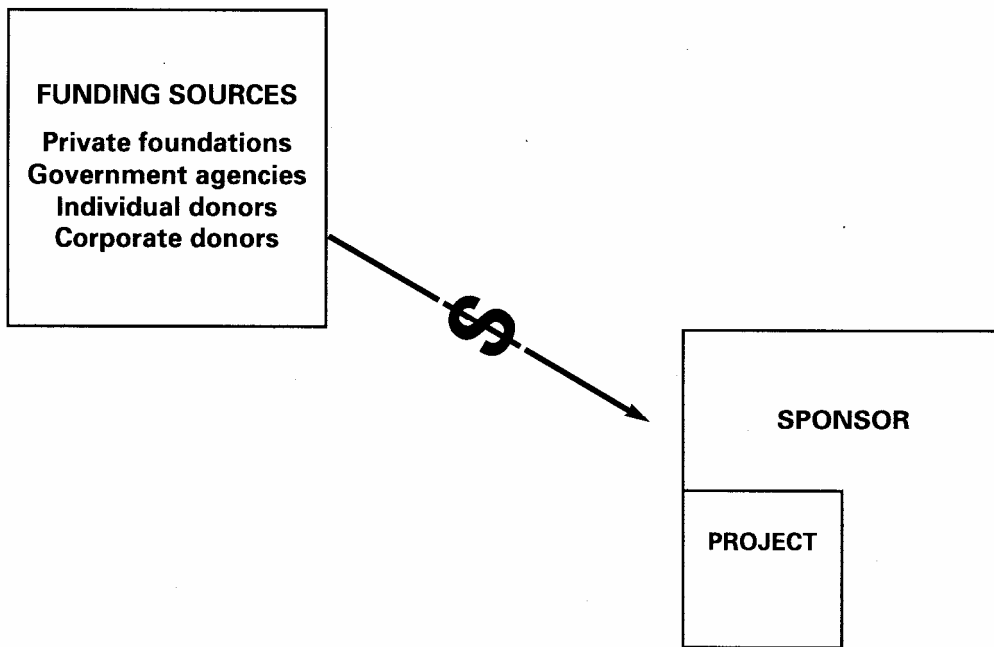 FUNDING SOURCES
Private foundations
Government agencies
Individual donors
Corporate donors
$
SPONSOR
PROJECT